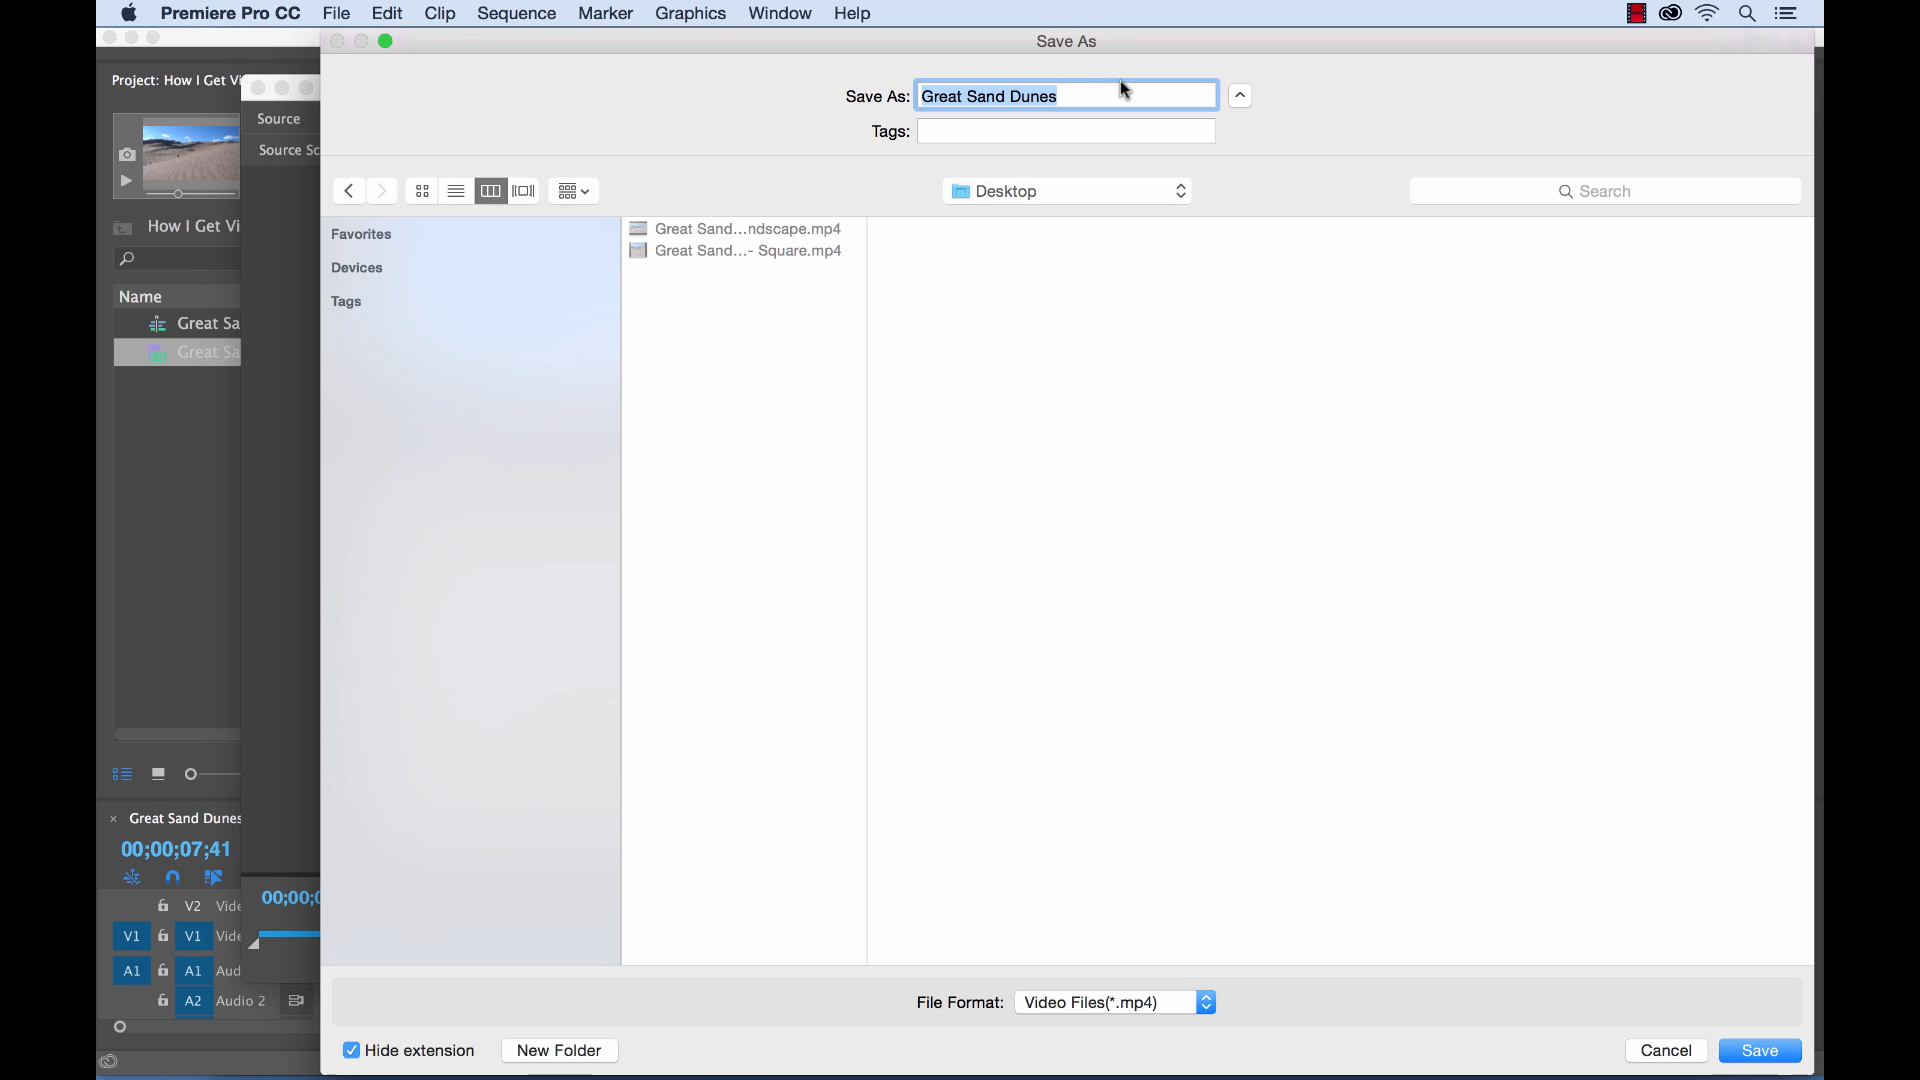 Premiere Pro CC File Edit Clip Sequence Marker Graphics Window Help
Save As
Project: How I Get Vi
Save As: Great Sand Dunes
Tags:
Source
Source Sc
Desktop
Search
How I Get Vi
Favorites
Great Sand...ndscape.mp4
Great Sand...- Square.mp4
Devices
Name
Tags
Great Sa
Great Sa
Great Sand Dunes
00;00;07;41
00;00;0
V2 Vide
V1 V1 Vide
A1 A1 Aud
A2 Audio 2
File Format: Video Files(*.mp4)
Hide extension New Folder Cancel Save